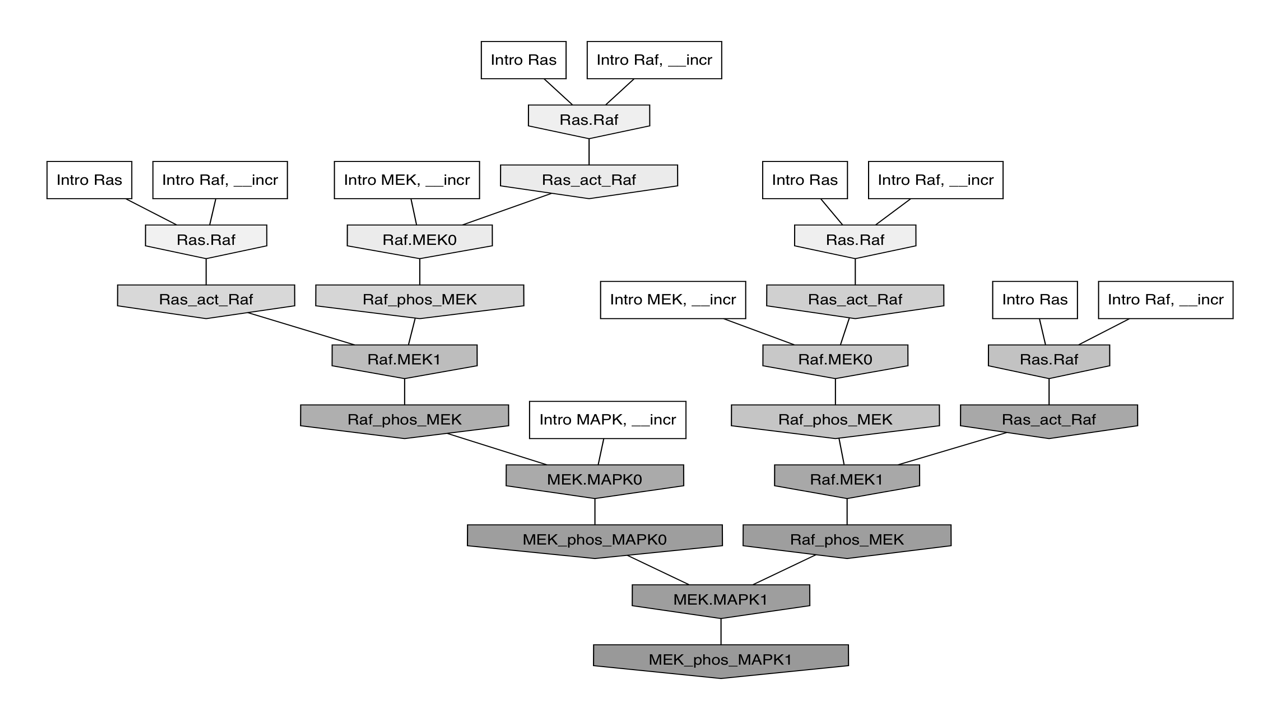 Intro Ras
Intro Raf, __incr
Ras.Raf
Intro Ras
Intro Raf, __incr
Intro MEK, __incr
Ras_act_Raf
Intro Ras
Intro Raf, __incr
Ras.Raf
Raf.MEK0
Ras.Raf
Ras_act_Raf
Raf_phos_MEK
Intro MEK, __incr
Ras_act_Raf
Intro Ras
Intro Raf, __incr
Raf.MEK1
Raf.MEK0
Ras.Raf
Raf_phos_MEK
Intro MAPK, __incr
Raf_phos_MEK
Ras_act_Raf
MEK.MAPK0
Raf.MEK1
MEK_phos_MAPK0
Raf_phos_MEK
MEK.MAPK1
MEK_phos_MAPK1